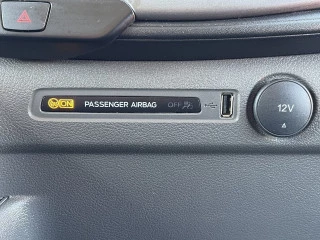 ON PASSENGER AIRBAG OFF
12V